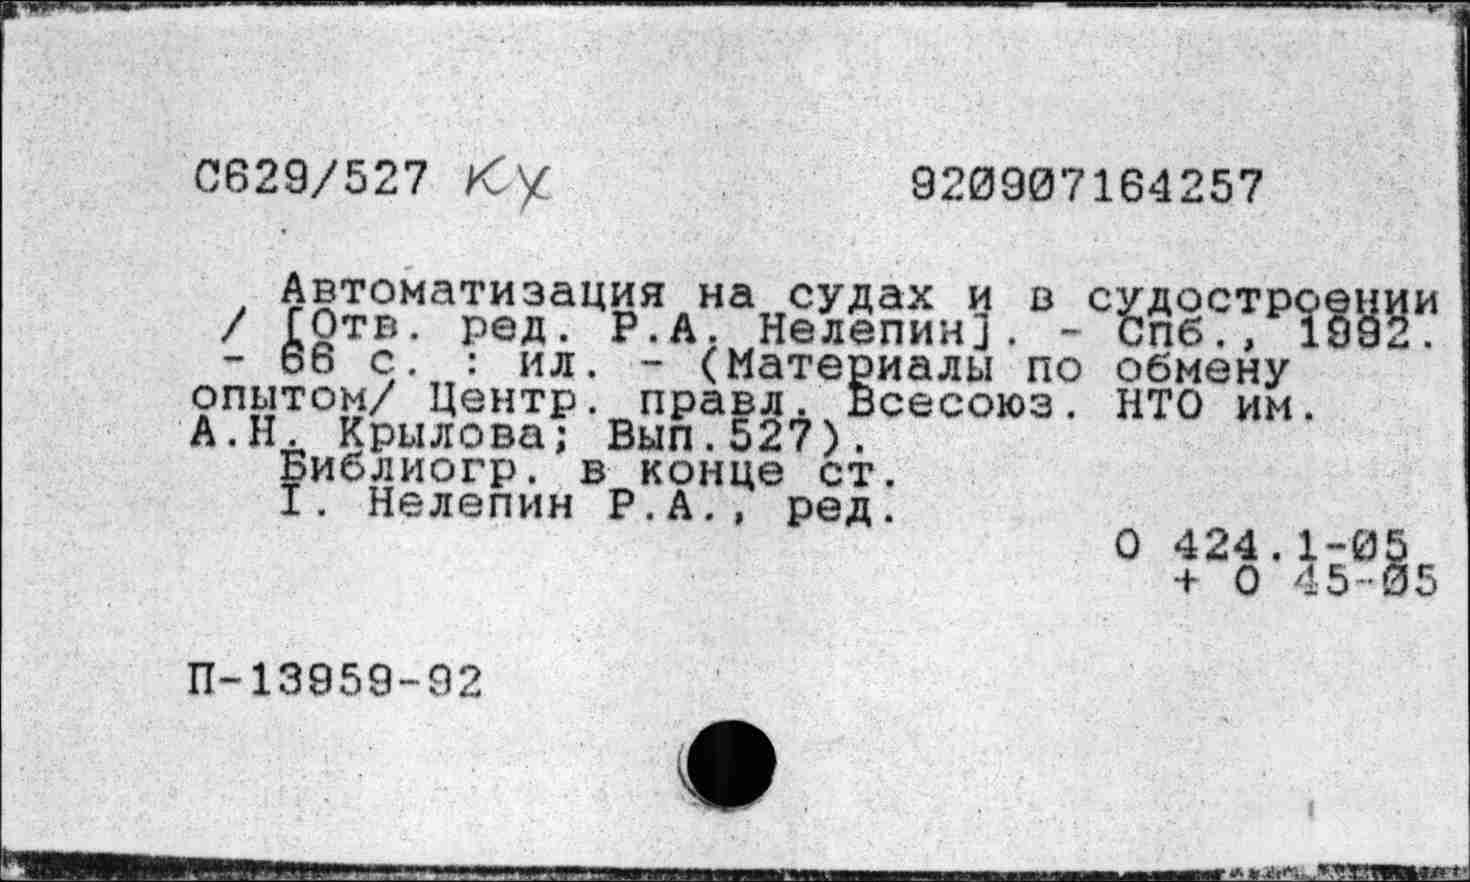 С629/527 Кх 920907164257
Автоматизация на судах и в судостроении
/ [Отв. ред. Р.А. Нелепин]. - Спб., 1992.
- 66 с. : ил. - (Материалы по обмену
опытом/ Центр. правл. Всесоюз. НТО им.
А.Н. Крылова; Вып.527).
Библиогр. в конце ст.
I. Нелепин Р.А., ред.
О 424.1-05
+ О 45-05
П-13959-92